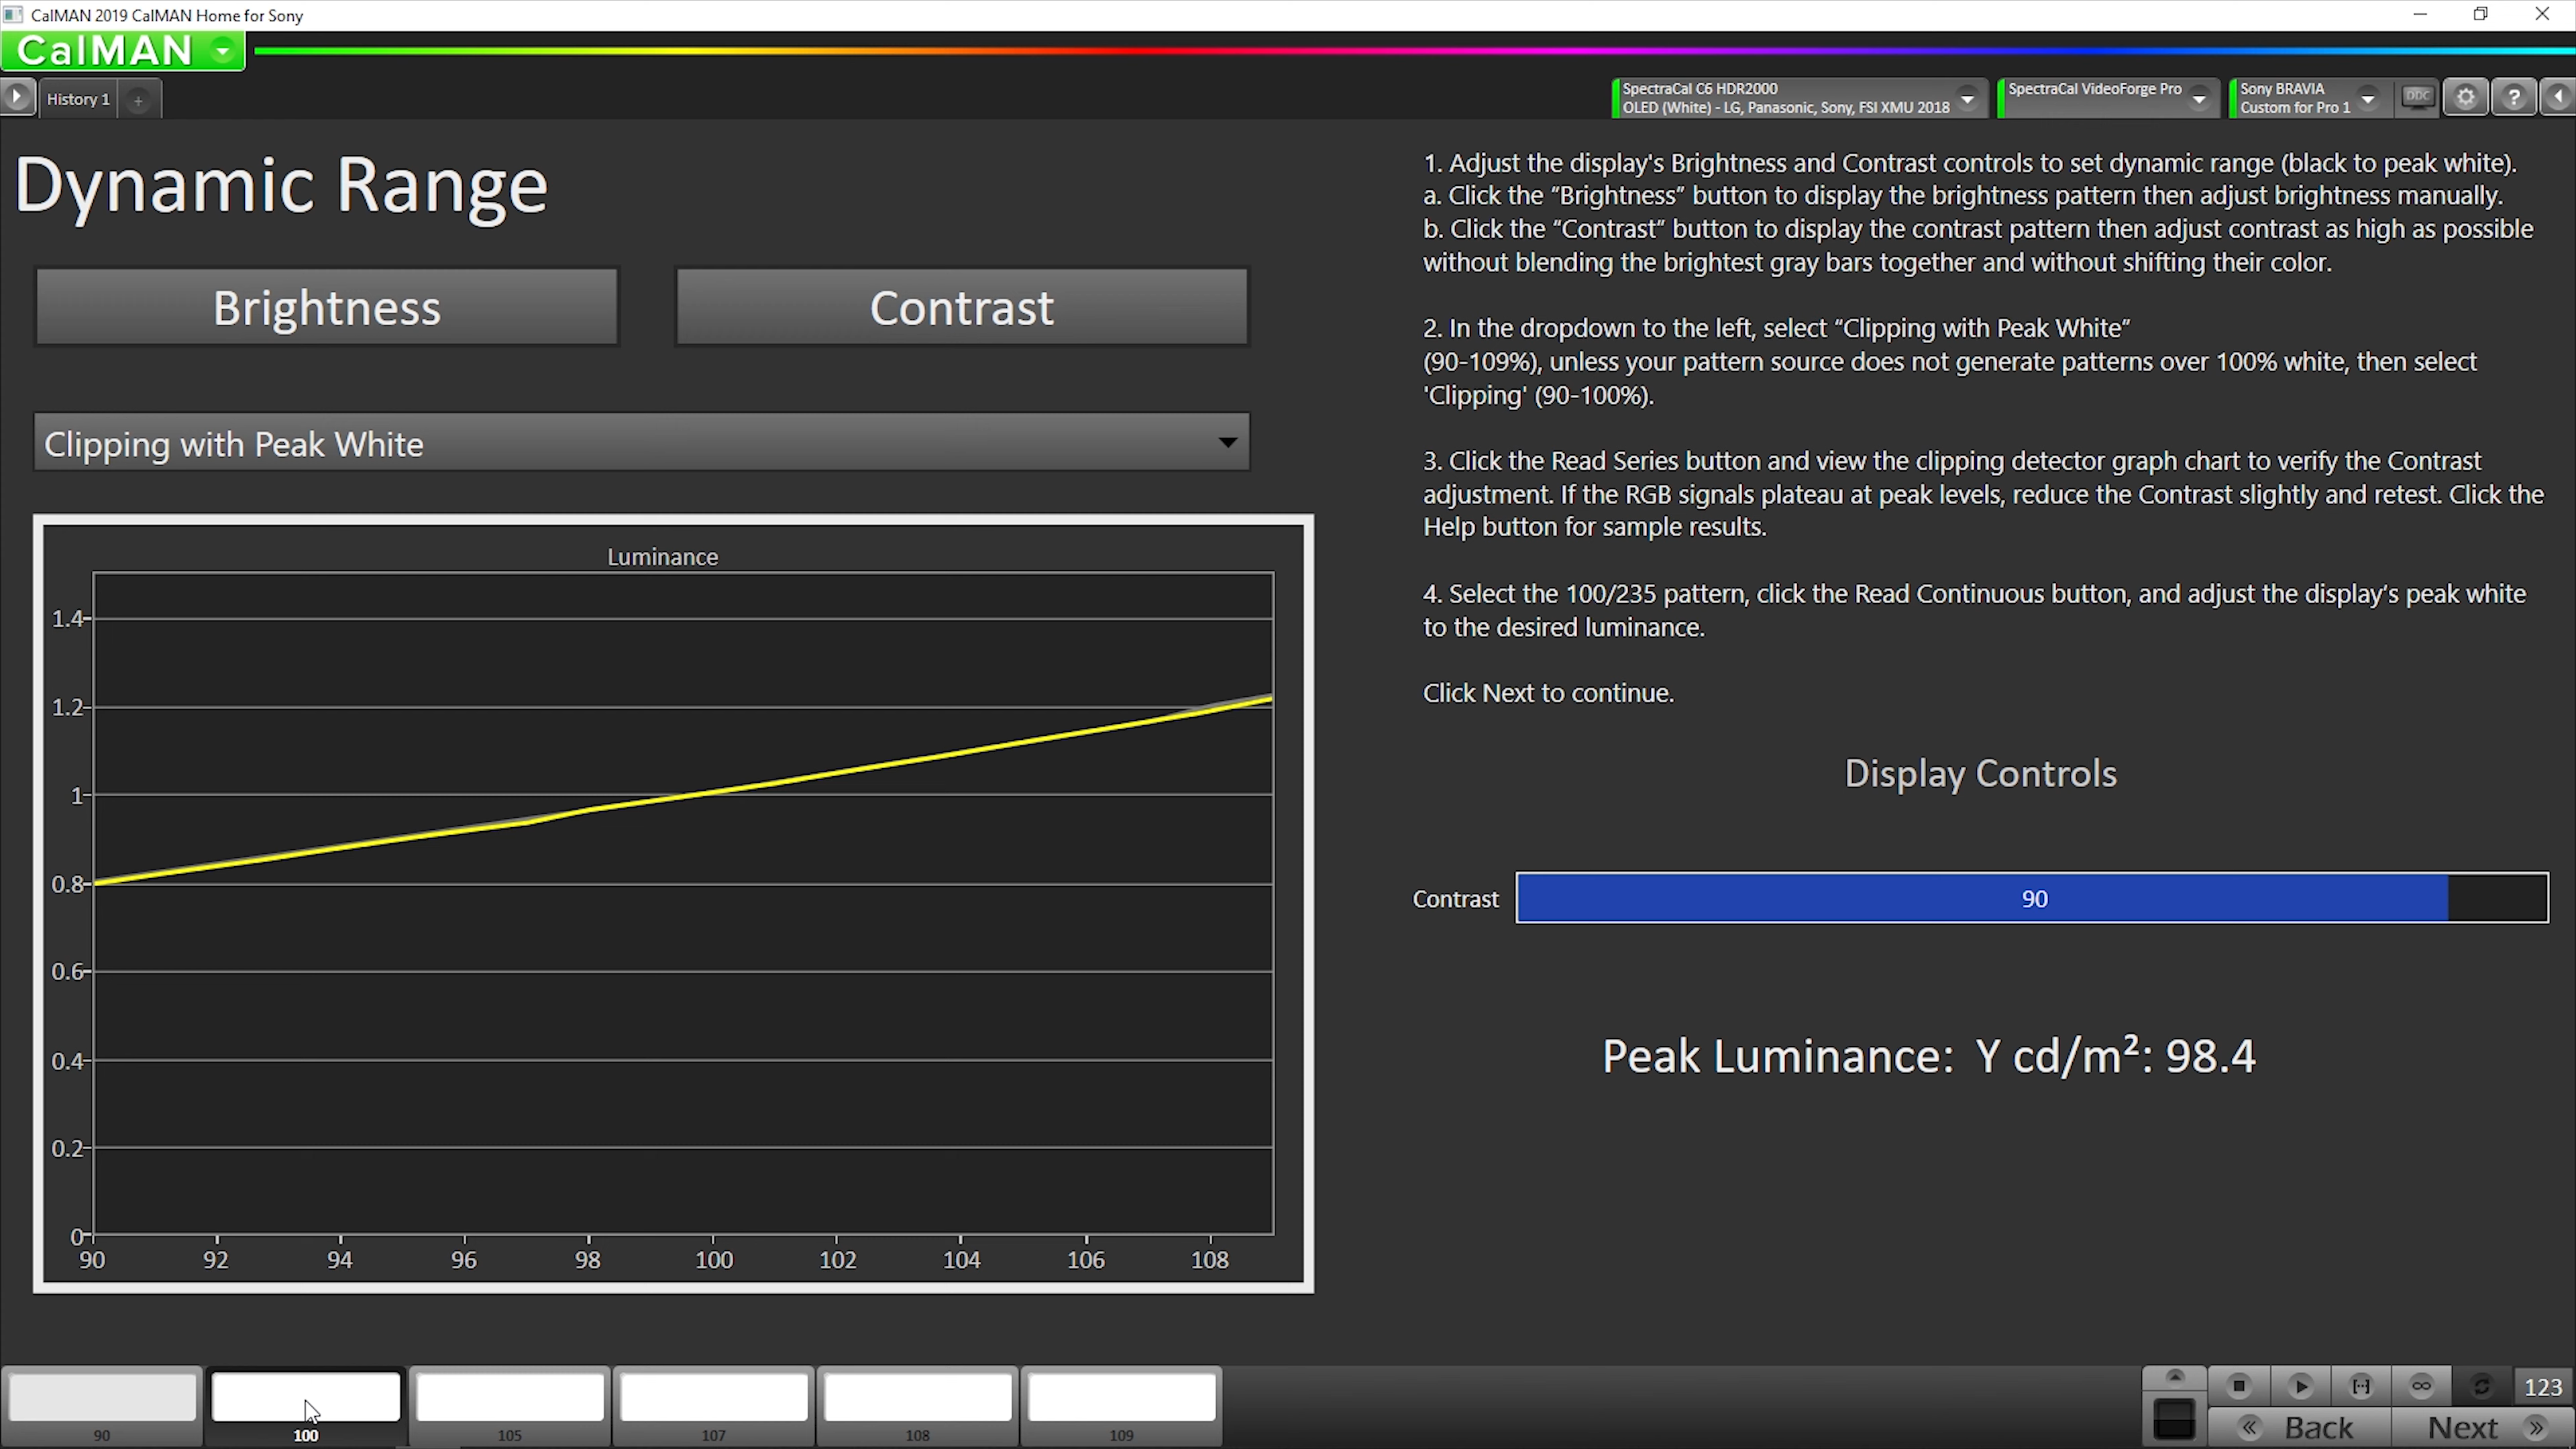 CalMAN 2019 CalMAN Home for Sony
CalMAN
History 1
+
SpectraCal C6 HDR2000
OLED (White) - LG, Panasonic, Sony, FSI XMU 2018
SpectraCal VideoForge Pro
Sony BRAVIA
Custom for Pro 1
DDC
?
Dynamic Range
Brightness
Contrast
Clipping with Peak White
1. Adjust the display's Brightness and Contrast controls to set dynamic range (black to peak white).
a. Click the “Brightness” button to display the brightness pattern then adjust brightness manually.
b. Click the “Contrast” button to display the contrast pattern then adjust contrast as high as possible
without blending the brightest gray bars together and without shifting their color.
2. In the dropdown to the left, select “Clipping with Peak White”
(90-109%), unless your pattern source does not generate patterns over 100% white, then select
'Clipping' (90-100%).
3. Click the Read Series button and view the clipping detector graph chart to verify the Contrast
adjustment. If the RGB signals plateau at peak levels, reduce the Contrast slightly and retest. Click the
Help button for sample results.
4. Select the 100/235 pattern, click the Read Continuous button, and adjust the display’s peak white
to the desired luminance.
Click Next to continue.
Luminance
1.4
1.2
1
0.8
0.6
0.4
0.2
0
90 92 94 96 98 100 102 104 106 108
Display Controls
Contrast 90
Peak Luminance: Y cd/m²: 98.4
90 100 105 107 108 109
123
Back
Next